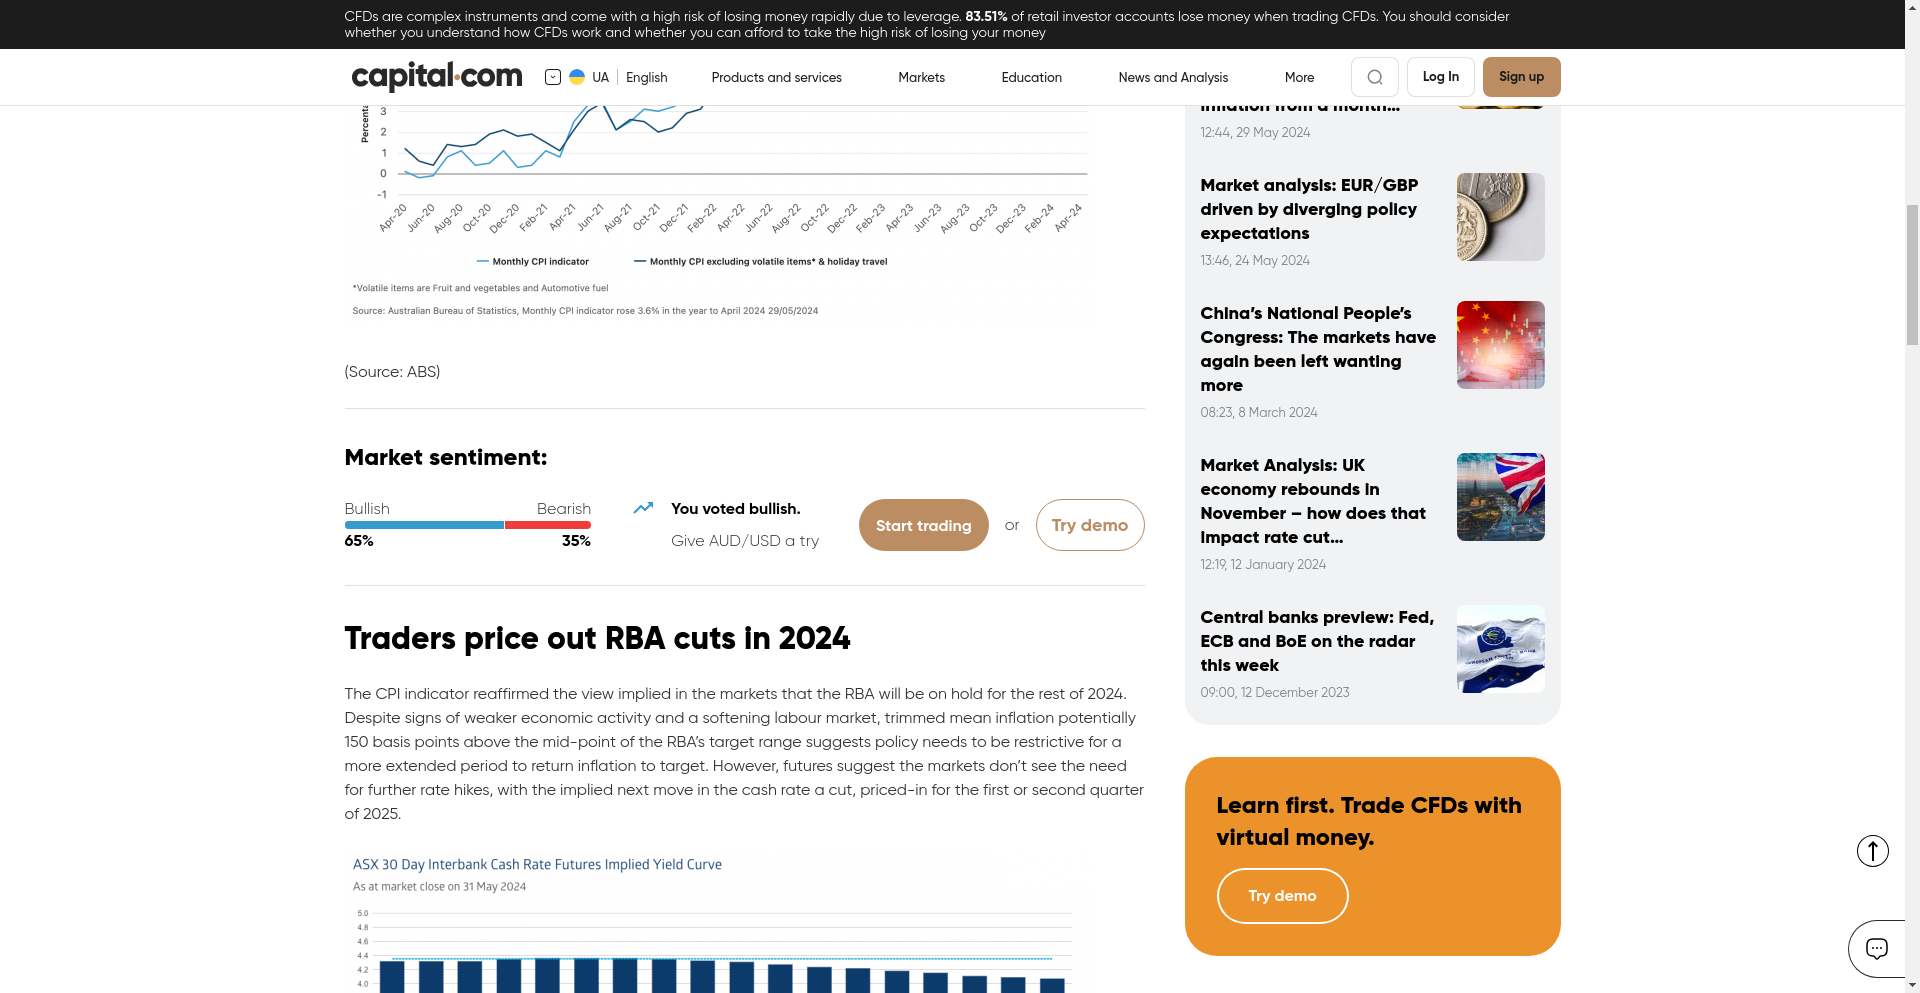 CFDs are complex instruments and come with a high risk of losing money rapidly due to leverage. 83.51% of retail investor accounts lose money when trading CFDs. You should consider
whether you understand how CFDs work and whether you can afford to take the high risk of losing your money
capital.com
UA
English
Products and services
Markets
Education
News and Analysis
More
Log In
Sign up
3
2
1
0
-1
Apr-20
Jun-20
Aug-20
Oct-20
Dec-20
Feb-21
Apr-21
Jun-21
Aug-21
Oct-21
Dec-21
Feb-22
Apr-22
Jun-22
Aug-22
Oct-22
Dec-22
Feb-23
Apr-23
Jun-23
Aug-23
Oct-23
Dec-23
Feb-24
Apr-24
Monthly CPI indicator
Monthly CPI excluding volatile items* & holiday travel
*Volatile items are Fruit and vegetables and Automotive fuel
Source: Australian Bureau of Statistics, Monthly CPI indicator rose 3.6% in the year to April 2024 29/05/2024
(Source: ABS)
Market sentiment:
Bullish
Bearish
65%
35%
You voted bullish.
Give AUD/USD a try
Start trading
or
Try demo
Traders price out RBA cuts in 2024
The CPI indicator reaffirmed the view implied in the markets that the RBA will be on hold for the rest of 2024.
Despite signs of weaker economic activity and a softening labour market, trimmed mean inflation potentially
150 basis points above the mid-point of the RBA's target range suggests policy needs to be restrictive for a
more extended period to return inflation to target. However, futures suggest the markets don't see the need
for further rate hikes, with the implied next move in the cash rate a cut, priced-in for the first or second quarter
of 2025.
ASX 30 Day Interbank Cash Rate Futures Implied Yield Curve
As at market close on 31 May 2024
5.0
4.8
4.6
4.4
4.2
4.0
inflation from a month...
12:44, 29 May 2024
Market analysis: EUR/GBP
driven by diverging policy
expectations
13:46, 24 May 2024
China's National People's
Congress: The markets have
again been left wanting
more
08:23, 8 March 2024
Market Analysis: UK
economy rebounds in
November – how does that
impact rate cut...
12:19, 12 January 2024
Central banks preview: Fed,
ECB and BoE on the radar
this week
09:00, 12 December 2023
Learn first. Trade CFDs with
virtual money.
Try demo